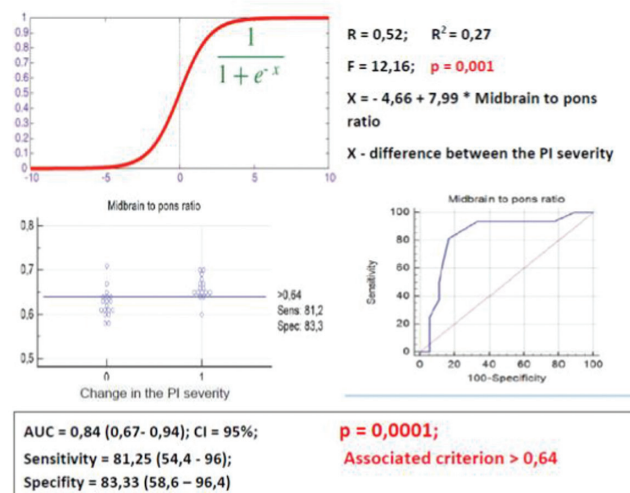 1
0.9
0.8
0.7
0.6
0.5
0.4
0.3
0.2
0.1
0
-10
-5
0
5
10
1
1 + e^-x
R = 0,52; R² = 0,27
F = 12,16; p = 0,001
X = - 4,66 + 7,99 * Midbrain to pons
ratio
X - difference between the PI severity
Midbrain to pons ratio
0,8
0,7
0,6
0,5
>0,64
Sens: 81,2
Spec: 83,3
0
1
Change in the PI severity
Midbrain to pons ratio
100
80
60
40
20
0
Sensitivity
0 20 40 60 80 100
100-Specificity
AUC = 0,84 (0,67- 0,94); CI = 95%;
Sensitivity = 81,25 (54,4 - 96);
Specifity = 83,33 (58,6 – 96,4)
p = 0,0001;
Associated criterion > 0,64